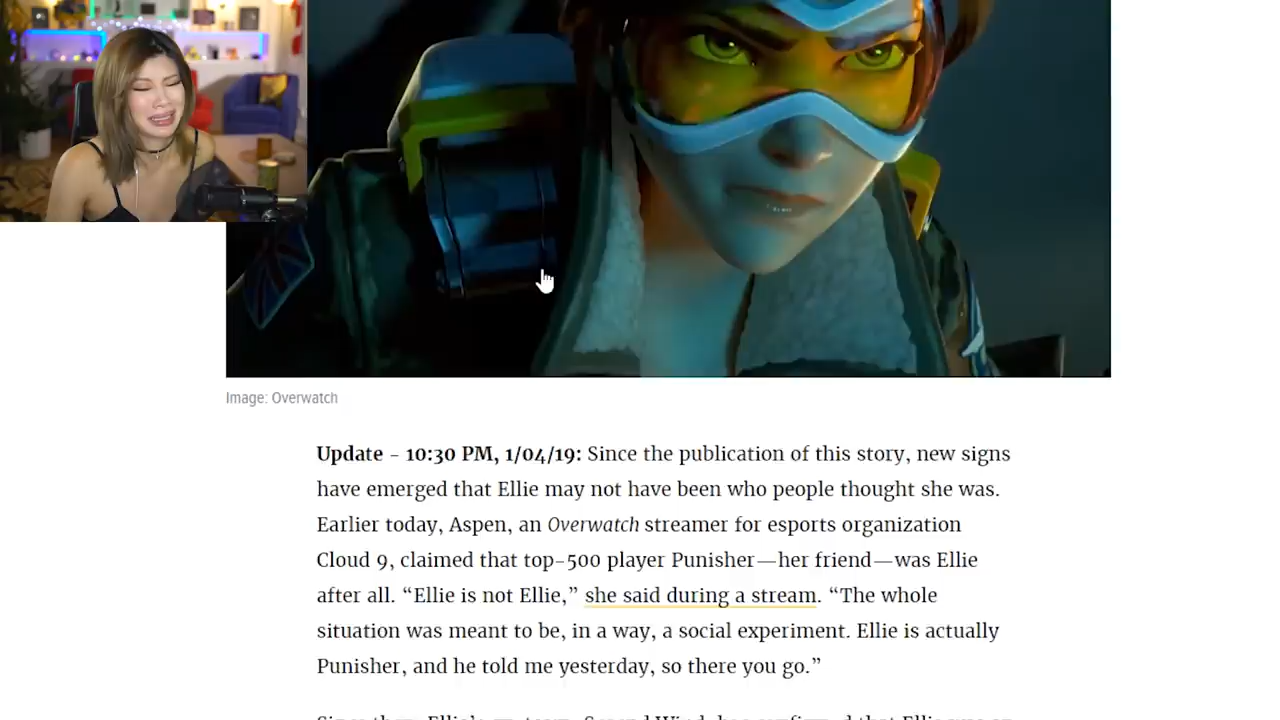 Image: Overwatch
Update - 10:30 PM, 1/04/19: Since the publication of this story, new signs
have emerged that Ellie may not have been who people thought she was.
Earlier today, Aspen, an Overwatch streamer for esports organization
Cloud 9, claimed that top-500 player Punisher—her friend—was Ellie
after all. “Ellie is not Ellie,” she said during a stream. “The whole
situation was meant to be, in a way, a social experiment. Ellie is actually
Punisher, and he told me yesterday, so there you go.”